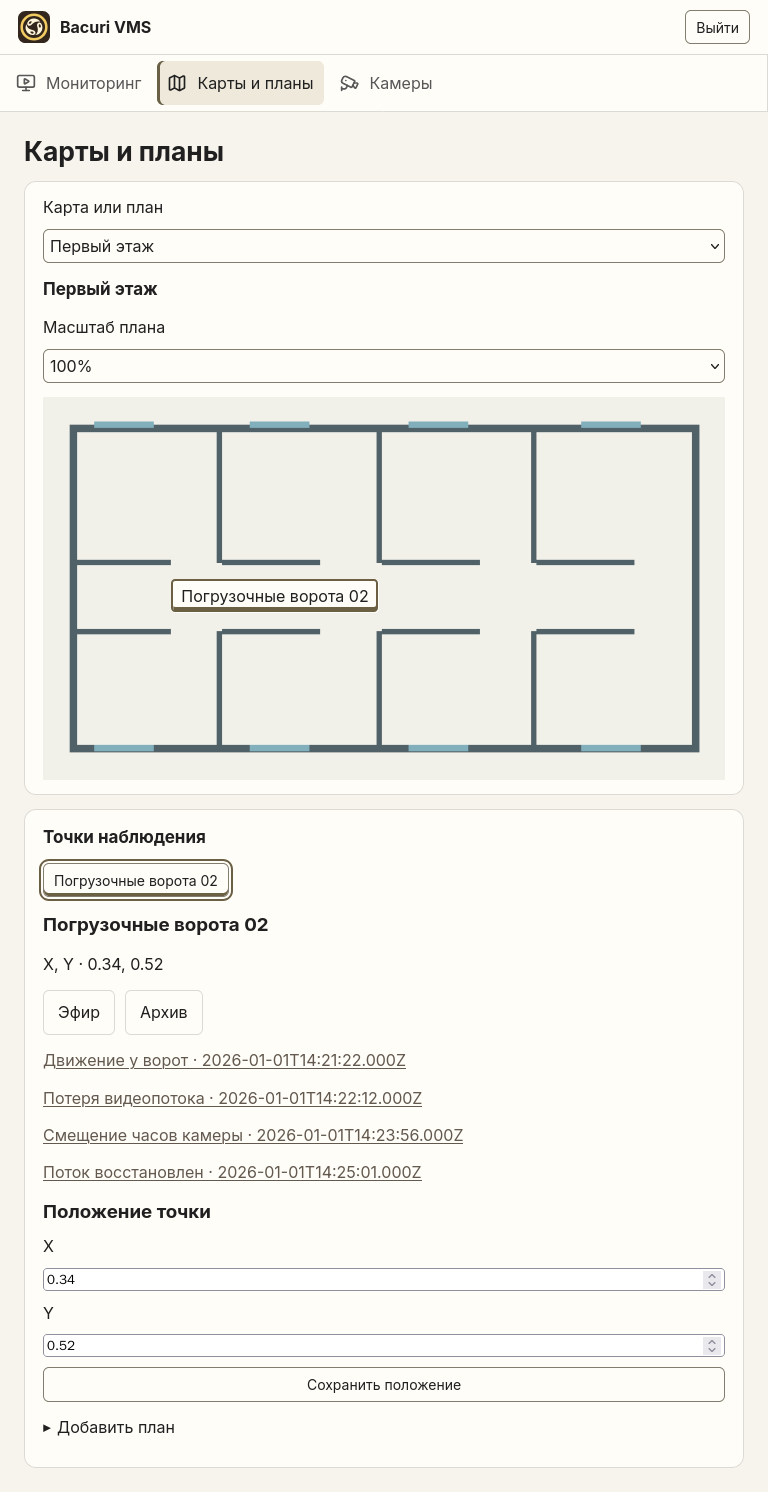 Bacuri VMS
Выйти
Мониторинг
Карты и планы
Камеры
Карты и планы
Карта или план
Первый этаж
Первый этаж
Масштаб плана
100%
Погрузочные ворота 02
Точки наблюдения
Погрузочные ворота 02
Погрузочные ворота 02
X, Y · 0.34, 0.52
Эфир
Архив
Движение у ворот · 2026-01-01T14:21:22.000Z
Потеря видеопотока · 2026-01-01T14:22:12.000Z
Смещение часов камеры · 2026-01-01T14:23:56.000Z
Поток восстановлен · 2026-01-01T14:25:01.000Z
Положение точки
X
0.34
Y
0.52
Сохранить положение
Добавить план